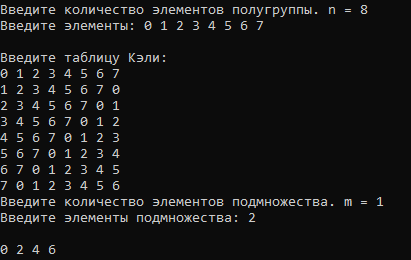 Введите количество элементов полугруппы. n = 8
Введите элементы: 0 1 2 3 4 5 6 7
Введите таблицу Кэли:
0 1 2 3 4 5 6 7
1 2 3 4 5 6 7 0
2 3 4 5 6 7 0 1
3 4 5 6 7 0 1 2
4 5 6 7 0 1 2 3
5 6 7 0 1 2 3 4
6 7 0 1 2 3 4 5
7 0 1 2 3 4 5 6
Введите количество элементов подмножества. m = 1
Введите элементы подмножества: 2
0 2 4 6